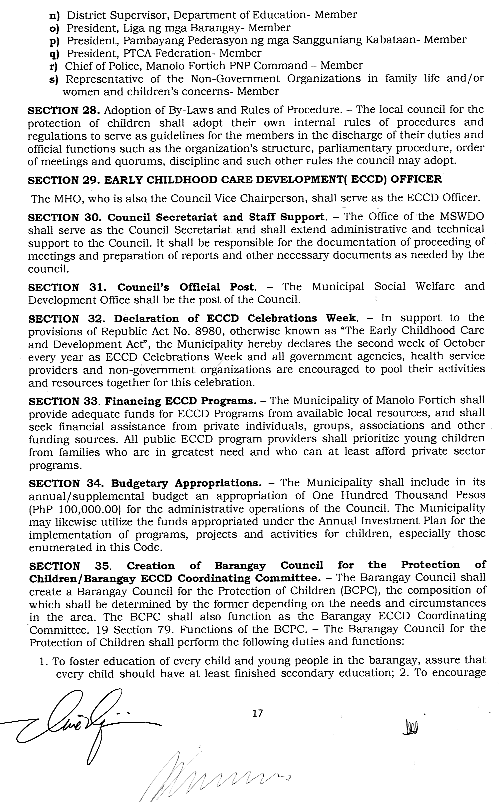 n) District Supervisor, Department of Education- Member
o) President, Liga ng mga Barangay- Member
p) President, Pambayang Pederasyon ng mga Sangguniang Kabataan- Member
q) President, PTCA Federation- Member
r) Chief of Police, Manolo Fortich PNP Command – Member
s) Representative of the Non-Government Organizations in family life and/or
women and children's concerns- Member
SECTION 28. Adoption of By-Laws and Rules of Procedure. – The local council for the
protection of children shall adopt their own internal rules of procedures and
regulations to serve as guidelines for the members in the discharge of their duties and
official functions such as the organization's structure, parliamentary procedure, order
of meetings and quorums, discipline and such other rules the council may adopt.
SECTION 29. EARLY CHILDHOOD CARE DEVELOPMENT( ECCD) OFFICER
The MHO, who is also the Council Vice Chairperson, shall serve as the ECCD Officer.
SECTION 30. Council Secretariat and Staff Support. – The Office of the MSWDO
shall serve as the Council Secretariat and shall extend administrative and technical
support to the Council. It shall be responsible for the documentation of proceeding of
meetings and preparation of reports and other necessary documents as needed by the
council.
SECTION 31. Council's Official Post. – The Municipal Social Welfare and
Development Office shall be the post of the Council.
SECTION 32. Declaration of ECCD Celebrations Week. – In support to the
provisions of Republic Act No. 8980, otherwise known as "The Early Childhood Care
and Development Act", the Municipality hereby declares the second week of October
every year as ECCD Celebrations Week and all government agencies, health service
providers and non-government organizations are encouraged to pool their activities
and resources together for this celebration.
SECTION 33. Financing ECCD Programs. – The Municipality of Manolo Fortich shall
provide adequate funds for ECCD Programs from available local resources, and shall
seek financial assistance from private individuals, groups, associations and other
funding sources. All public ECCD program providers shall prioritize young children
from families who are in greatest need and who can at least afford private sector
programs.
SECTION 34. Budgetary Appropriations. – The Municipality shall include in its
annual/supplemental budget an appropriation of One Hundred Thousand Pesos
(PhP 100,000.00) for the administrative operations of the Council. The Municipality
may likewise utilize the funds appropriated under the Annual Investment Plan for the
implementation of programs, projects and activities for children, especially those
enumerated in this Code.
SECTION 35. Creation of Barangay Council for the Protection of
Children/Barangay ECCD Coordinating Committee. – The Barangay Council shall
create a Barangay Council for the Protection of Children (BCPC), the composition of
which shall be determined by the former depending on the needs and circumstances
in the area. The BCPC shall also function as the Barangay ECCD Coordinating
Committee. 19 Section 79. Functions of the BCPC. – The Barangay Council for the
Protection of Children shall perform the following duties and functions:
1. To foster education of every child and young people in the barangay, assure that
every child should have at least finished secondary education; 2. To encourage
17